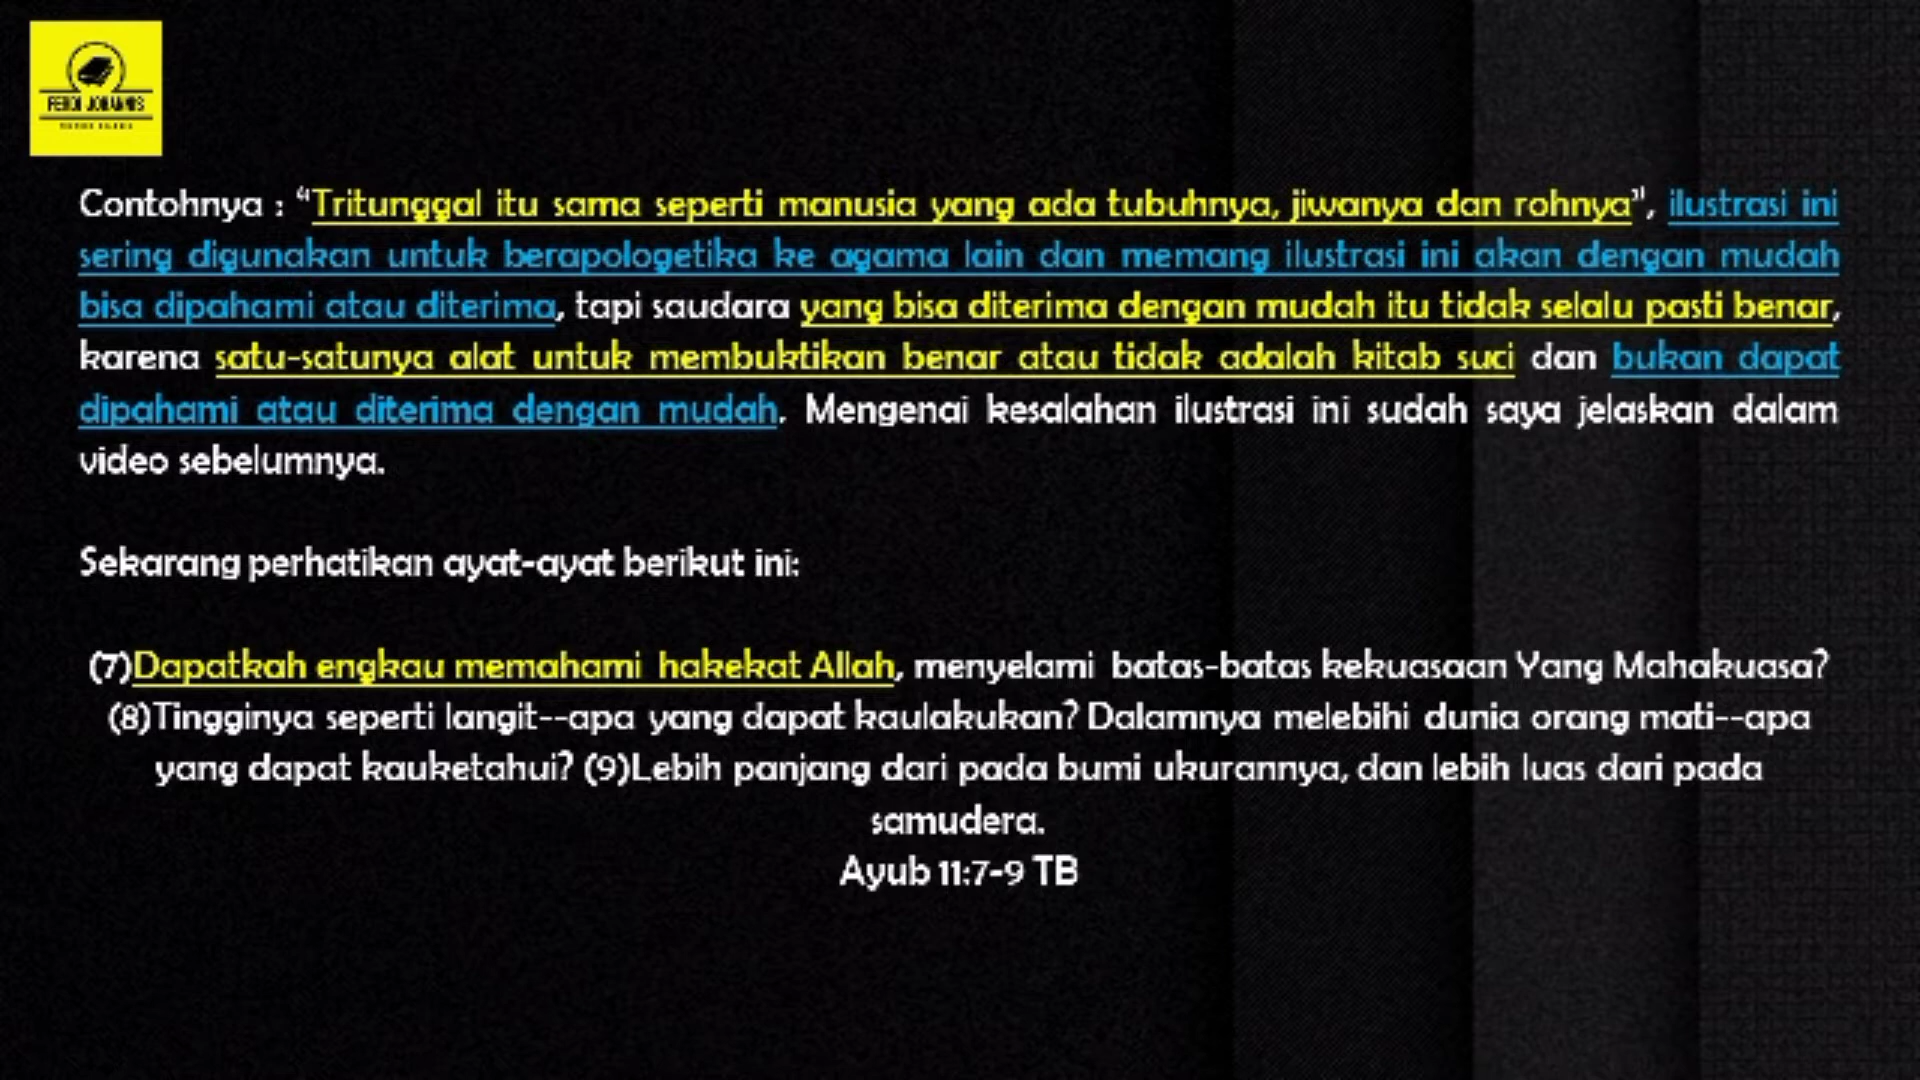 FERDI JOHANNIS
Contohnya : “Tritunggal itu sama seperti manusia yang ada tubuhnya, jiwanya dan rohnya”, ilustrasi ini
sering digunakan untuk berapologetika ke agama lain dan memang ilustrasi ini akan dengan mudah
bisa dipahami atau diterima, tapi saudara yang bisa diterima dengan mudah itu tidak selalu pasti benar,
karena satu-satunya alat untuk membuktikan benar atau tidak adalah kitab suci dan bukan dapat
dipahami atau diterima dengan mudah. Mengenai kesalahan ilustrasi ini sudah saya jelaskan dalam
video sebelumnya.
Sekarang perhatikan ayat-ayat berikut ini:
(7)Dapatkah engkau memahami hakekat Allah, menyelami batas-batas kekuasaan Yang Mahakuasa?
(8)Tingginya seperti langit--apa yang dapat kaulakukan? Dalamnya melebihi dunia orang mati--apa
yang dapat kauketahui? (9)Lebih panjang dari pada bumi ukurannya, dan lebih luas dari pada
samudera.
Ayub 11:7-9 TB